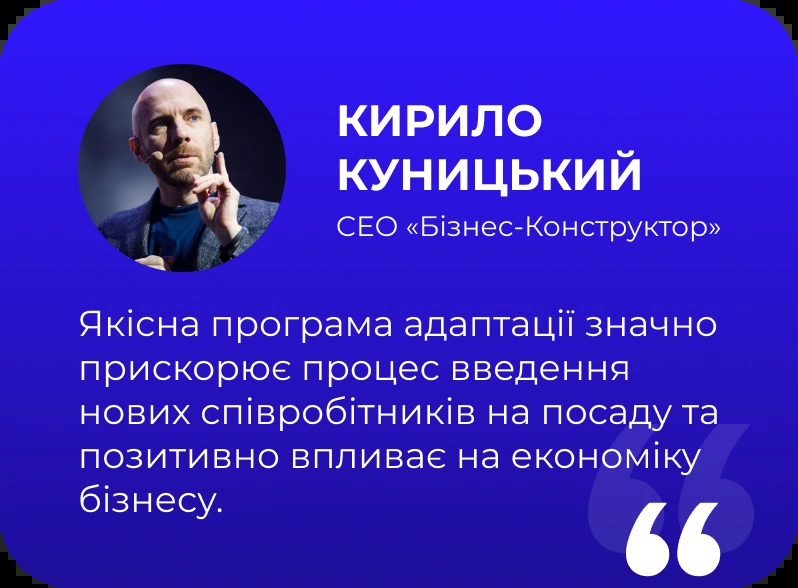 КИРИЛО
КУНИЦЬКИЙ
СЕО «Бізнес-Конструктор»
Якісна програма адаптації значно
прискорює процес введення
нових співробітників на посаду та
позитивно впливає на економіку
бізнесу.
“